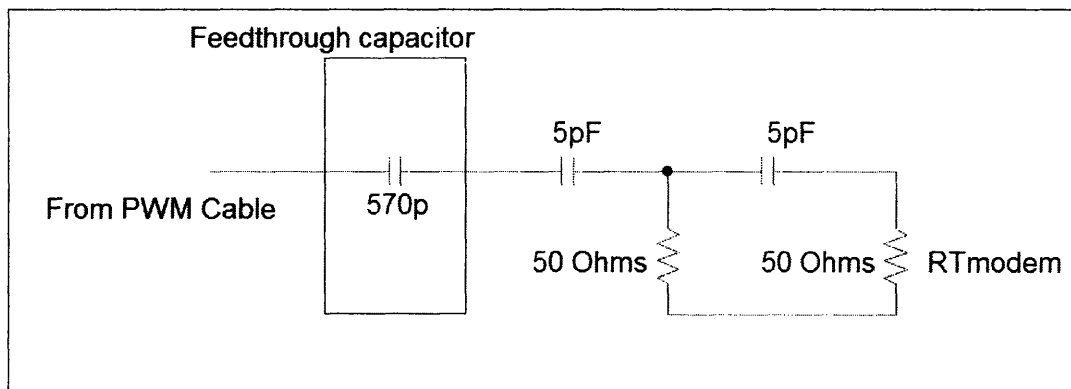 Feedthrough capacitor
5pF
5pF
From PWM Cable
570p
50 Ohms
50 Ohms
RTmodem